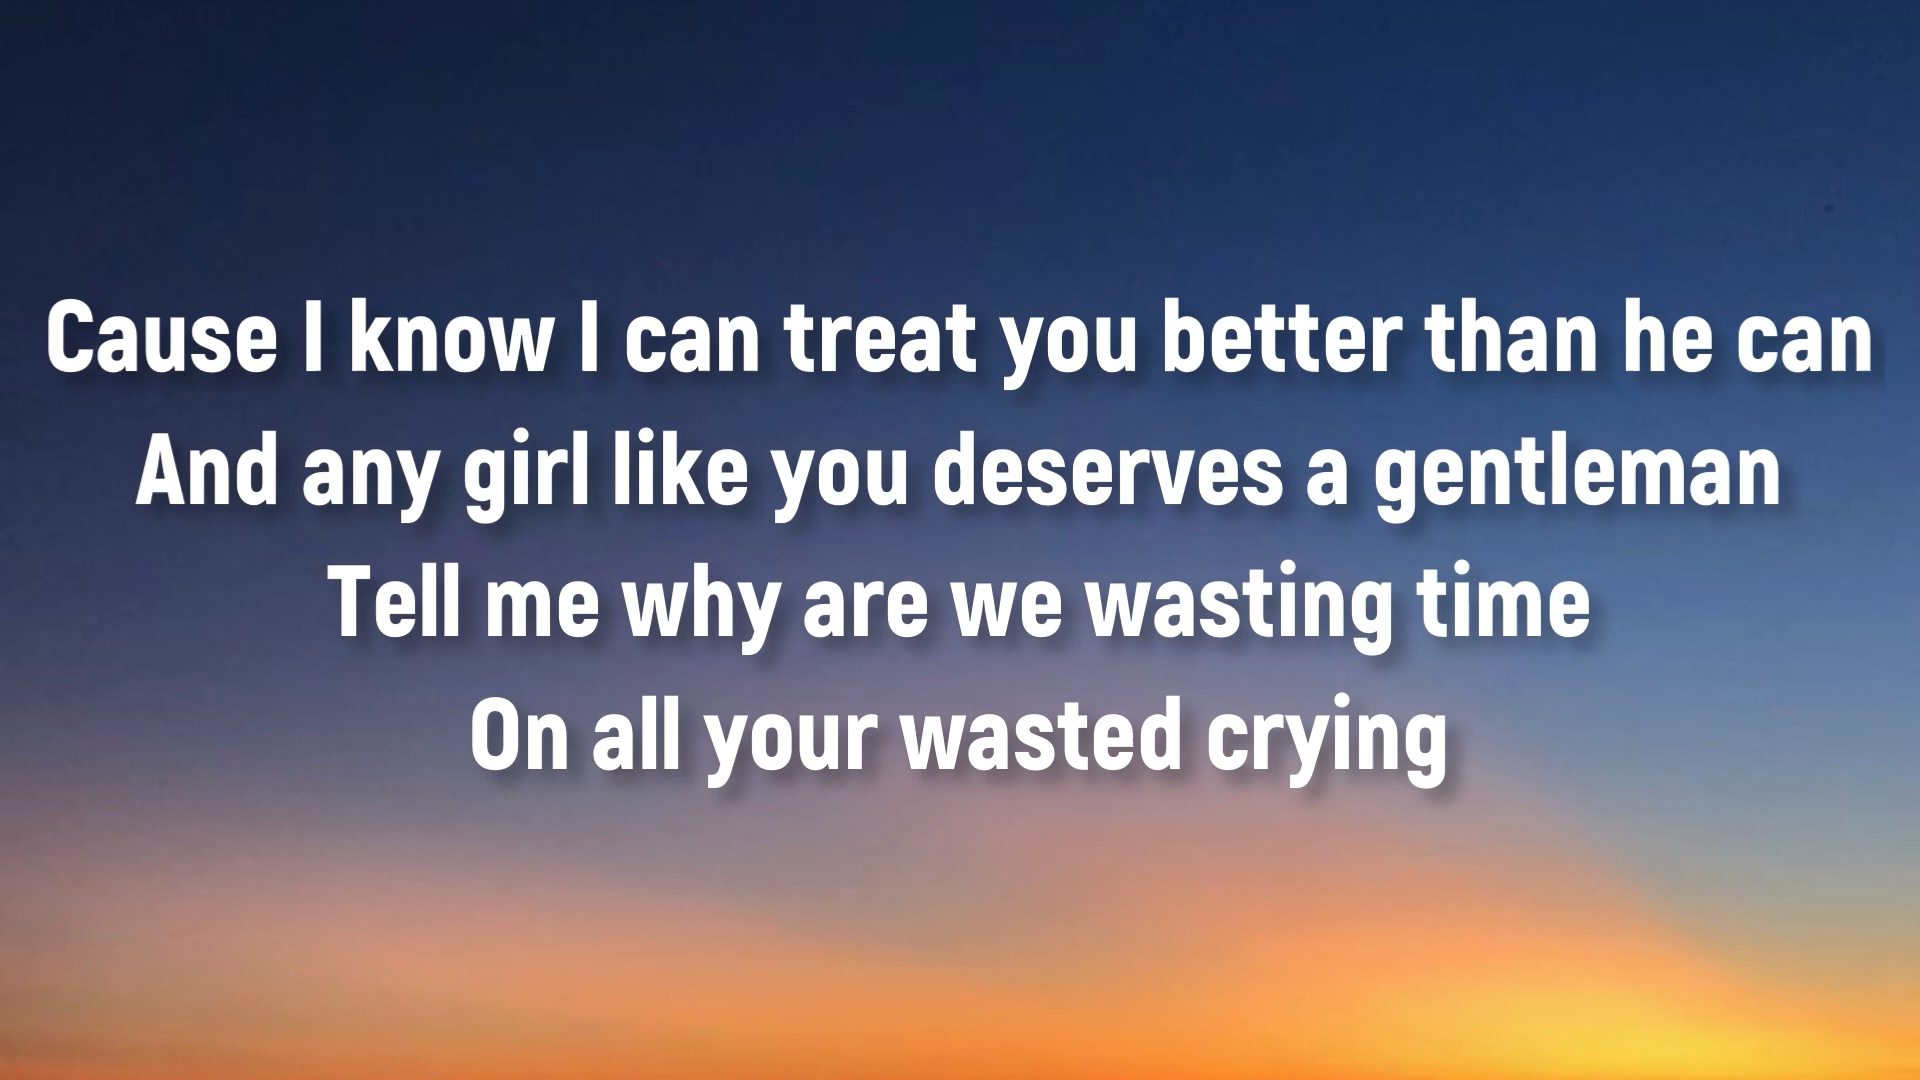 Cause I know I can treat you better than he can
And any girl like you deserves a gentleman
Tell me why are we wasting time
On all your wasted crying